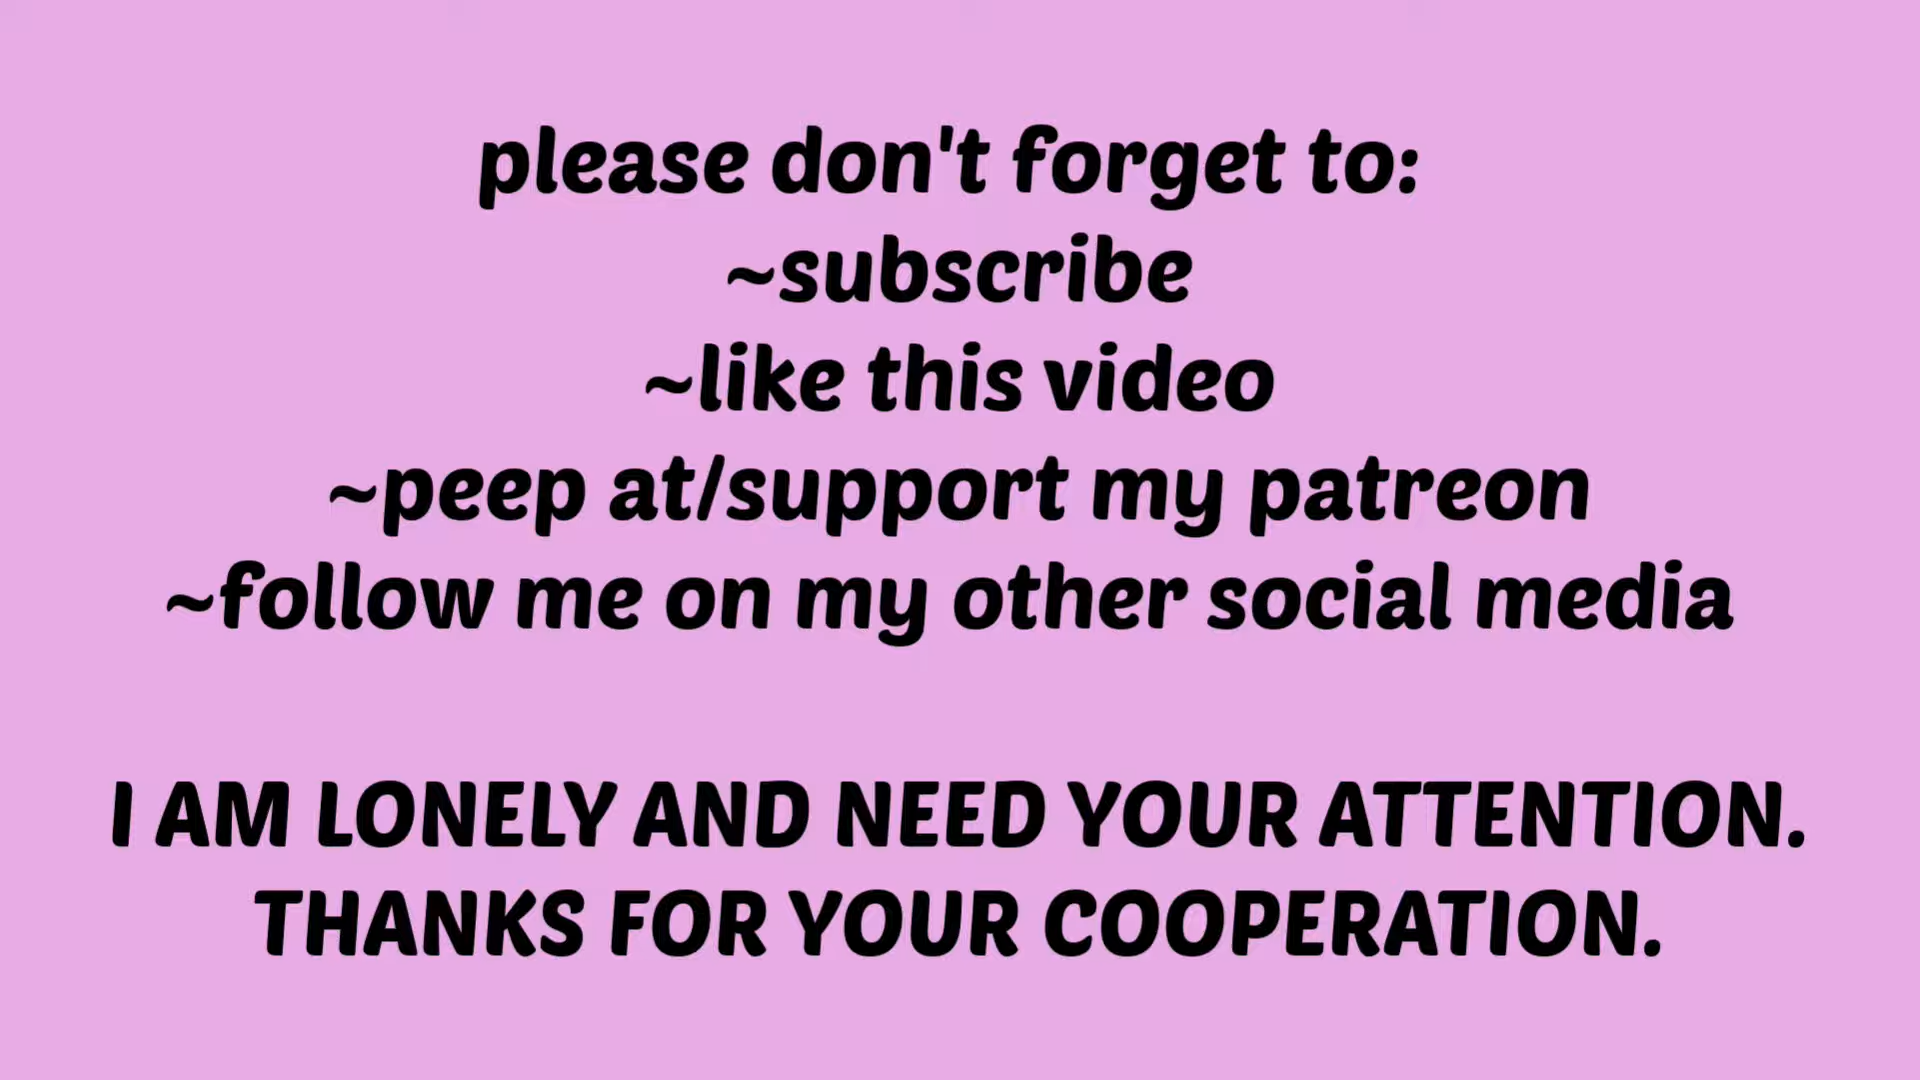 please don't forget to:
~subscribe
~like this video
~peep at/support my patreon
~follow me on my other social media
I AM LONELY AND NEED YOUR ATTENTION.
THANKS FOR YOUR COOPERATION.